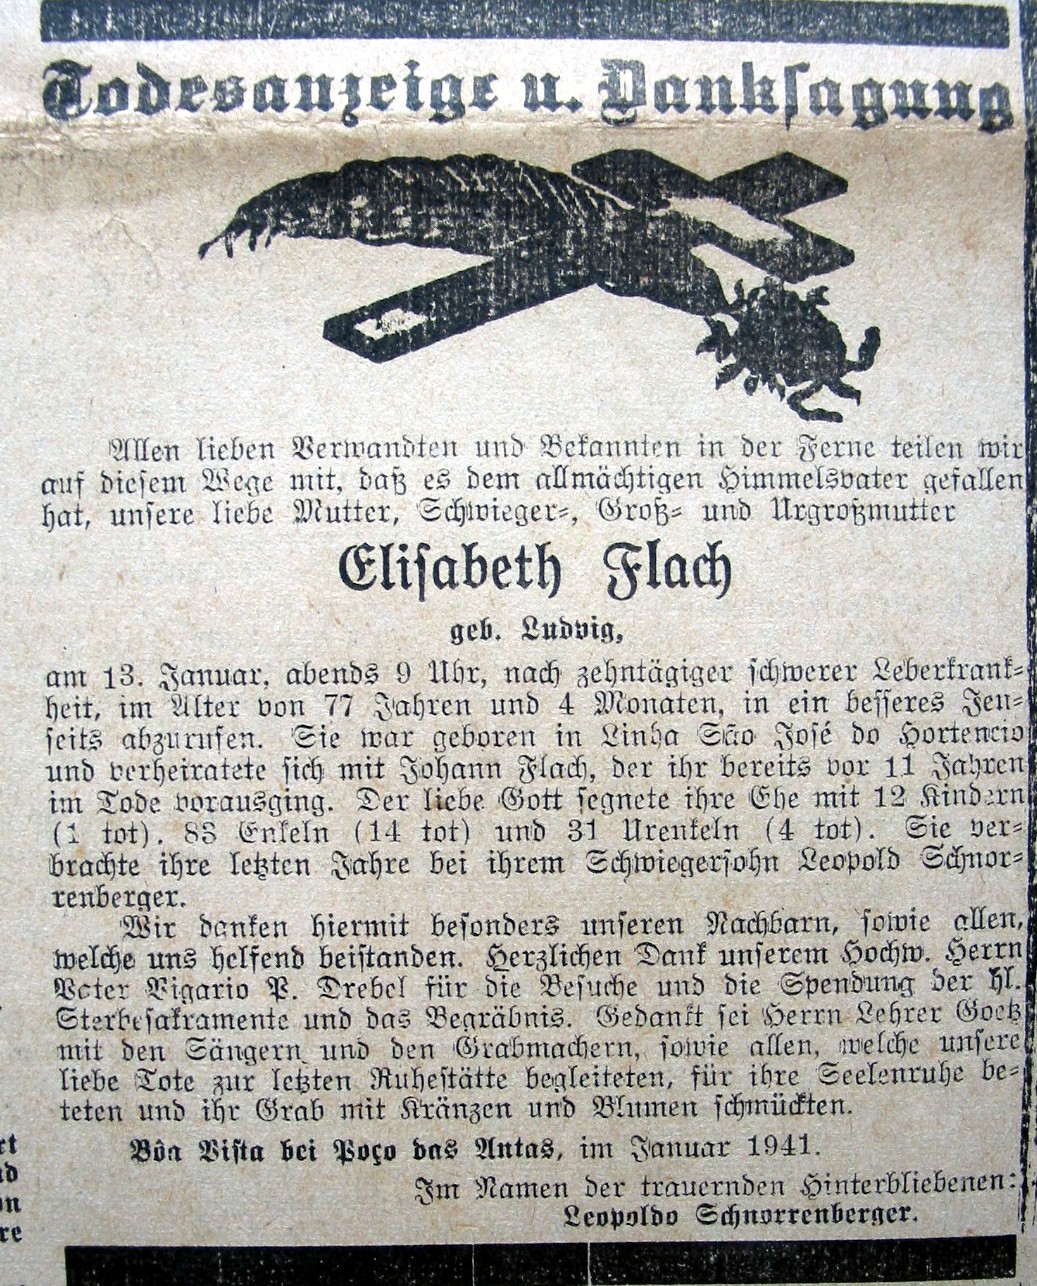 Todesanzeige u. Danksagung
Allen lieben Verwandten und Bekannten in der Ferne teilen wir
auf diesem Wege mit, daß es dem allmächtigen Himmelsvater gefallen
hat, unsere liebe Mutter, Schwieger-, Groß- und Urgroßmutter
Elisabeth Flach
geb. Ludvig,
am 13. Januar, abends 9 Uhr, nach zehntägiger schwerer Leberkrank-
heit, im Alter von 77 Jahren und 4 Monaten, in ein besseres Jen-
seits abzurufen. Sie war geboren in Linha São José do Hortencio
und verheiratete sich mit Johann Flach, der ihr bereits vor 11 Jahren
im Tode vorausging. Der liebe Gott segnete ihre Ehe mit 12 Kindern
(1 tot), 83 Enkeln (14 tot) und 31 Urenkeln (4 tot). Sie ver-
brachte ihre letzten Jahre bei ihrem Schwiegersohn Leopold Schnor-
renberger.
Wir danken hiermit besonders unseren Nachbarn, sowie allen,
welche uns helfend beistanden. Herzlichen Dank unserem Hochw. Herrn
Pater Vigario P. Drebel für die Besuche und die Spendung der hl.
Sterbesakramente und das Begräbnis. Gedankt sei Herrn Lehrer Goetz
mit den Sängern und den Grabmachern, sowie allen, welche unsere
liebe Tote zur letzten Ruhestätte begleiteten, für ihre Seelenruhe be-
teten und ihr Grab mit Kränzen und Blumen schmückten.
Bôa Vista bei Poço das Antas, im Januar 1941.
Im Namen der trauernden Hinterbliebenen:
Leopoldo Schnorrenberger.